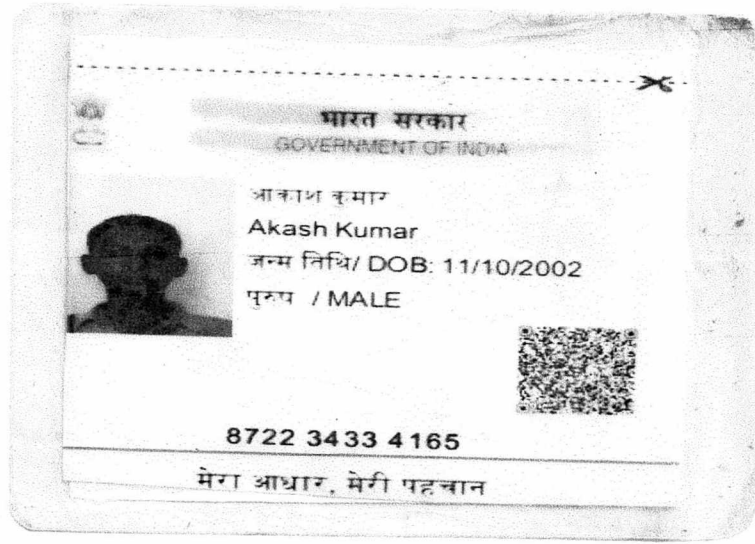 भारत सरकार
GOVERNMENT OF INDIA
आकाश कुमार
Akash Kumar
जन्म तिथि/ DOB: 11/10/2002
पुरुष / MALE
8722 3433 4165
मेरा आधार, मेरी पहचान